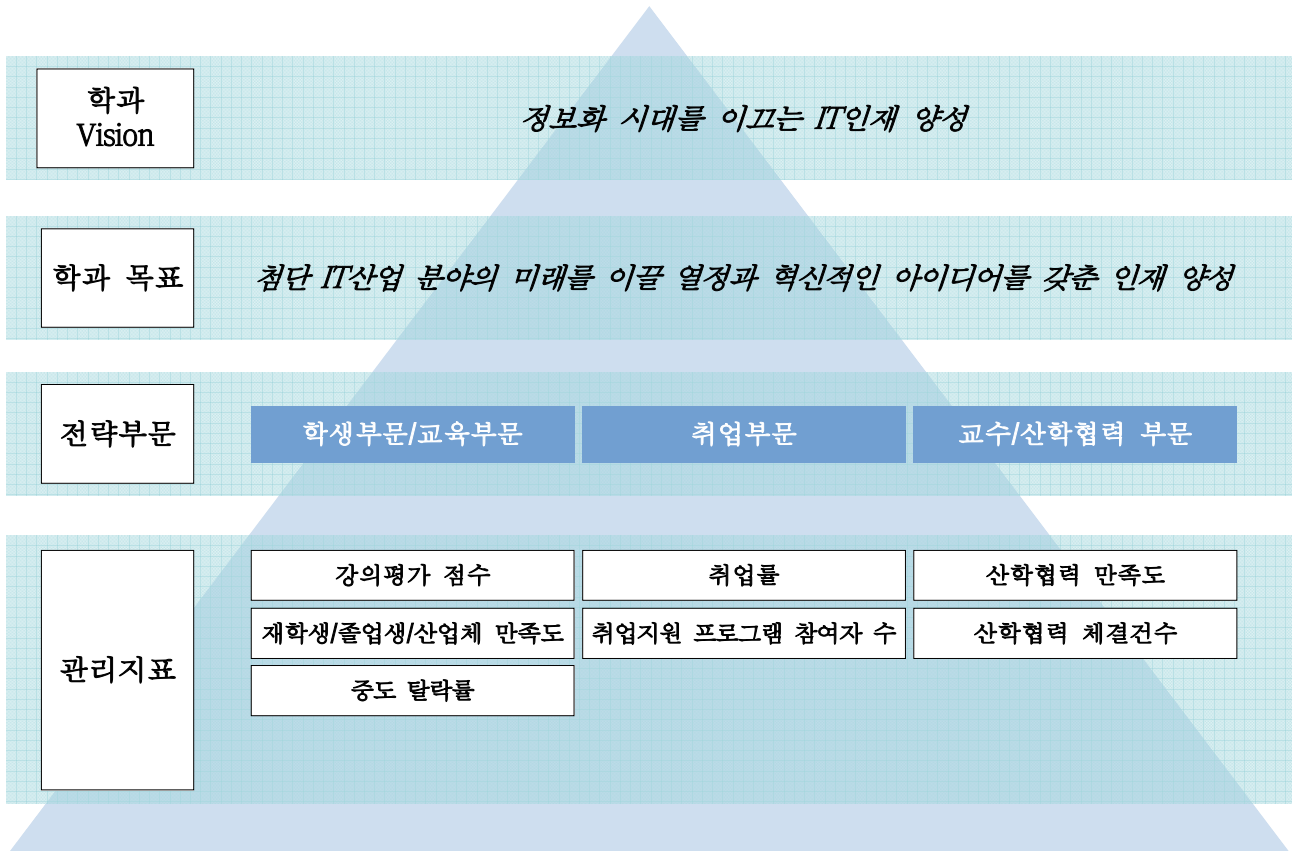 학과
Vision
정보화 시대를 이끄는 IT인재 양성
학과 목표
첨단 IT산업 분야의 미래를 이끌 열정과 혁신적인 아이디어를 갖춘 인재 양성
전략부문
학생부문/교육부문
취업부문
교수/산학협력 부문
관리지표
강의평가 점수
취업률
산학협력 만족도
재학생/졸업생/산업체 만족도
취업지원 프로그램 참여자 수
산학협력 체결건수
중도 탈락률